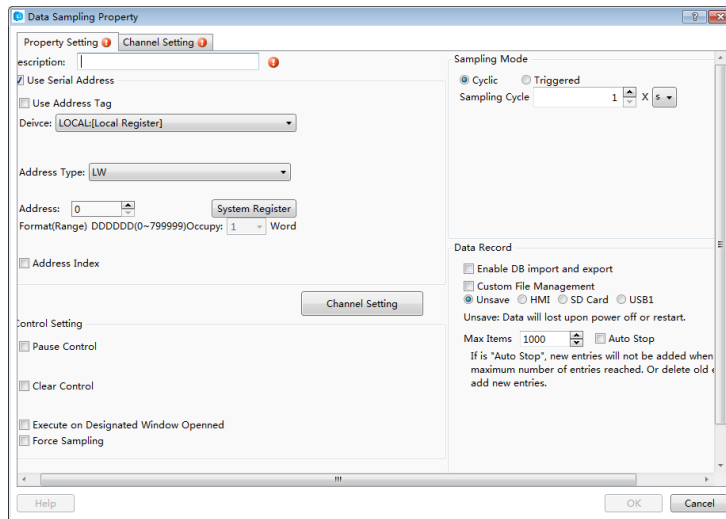 Data Sampling Property
Property Setting Channel Setting
escription:
Use Serial Address
Use Address Tag
Deivce: LOCAL:[Local Register]
Address Type: LW
Address: 0 System Register
Format(Range) DDDDDD(0~799999)Occupy: 1 Word
Address Index
Channel Setting
Control Setting
Pause Control
Clear Control
Execute on Designated Window Openned
Force Sampling
Sampling Mode
Cyclic Triggered
Sampling Cycle 1 X s
Data Record
Enable DB import and export
Custom File Management
Unsave HMI SD Card USB1
Unsave: Data will lost upon power off or restart.
Max Items 1000 Auto Stop
If is "Auto Stop", new entries will not be added when
maximum number of entries reached. Or delete old e
add new entries.
Help OK Cancel